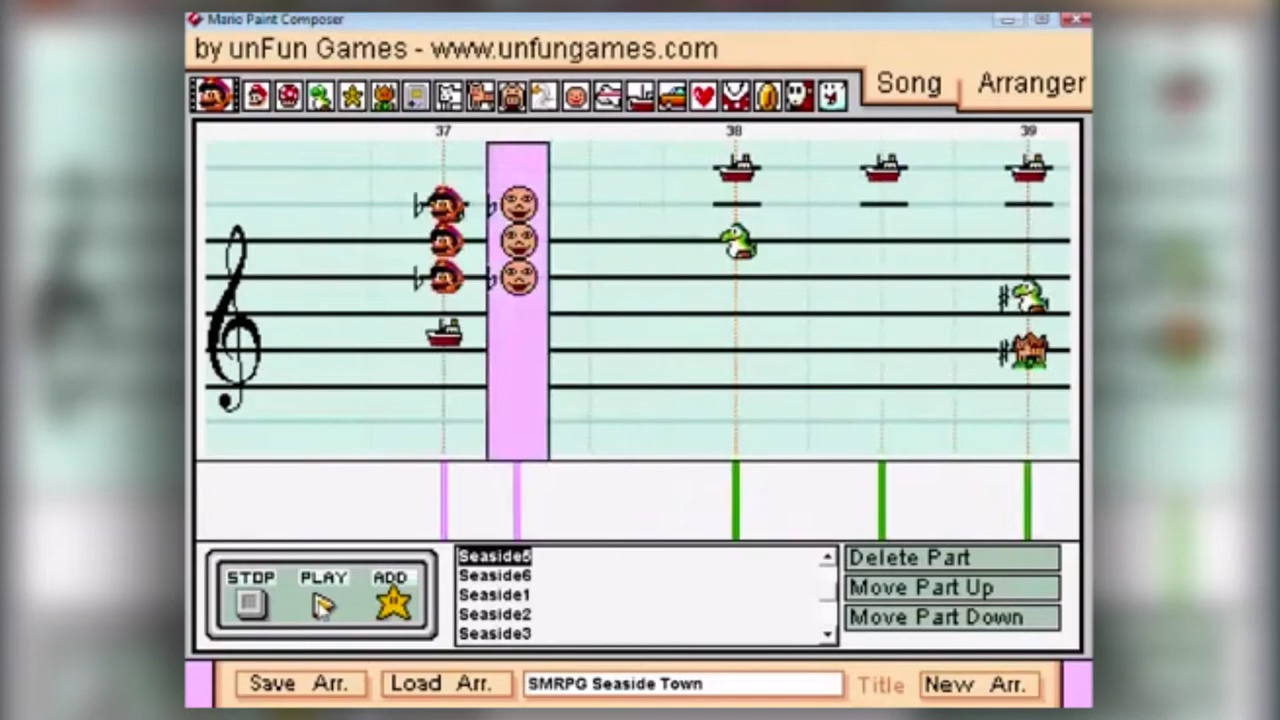 Mario Paint Composer
by unFun Games - www.unfungames.com
Song
Arranger
37
38
39
STOP
PLAY
ADD
Seaside5
Seaside6
Seaside1
Seaside2
Seaside3
Delete Part
Move Part Up
Move Part Down
Save Arr.
Load Arr.
SMRPG Seaside Town
Title
New Arr.